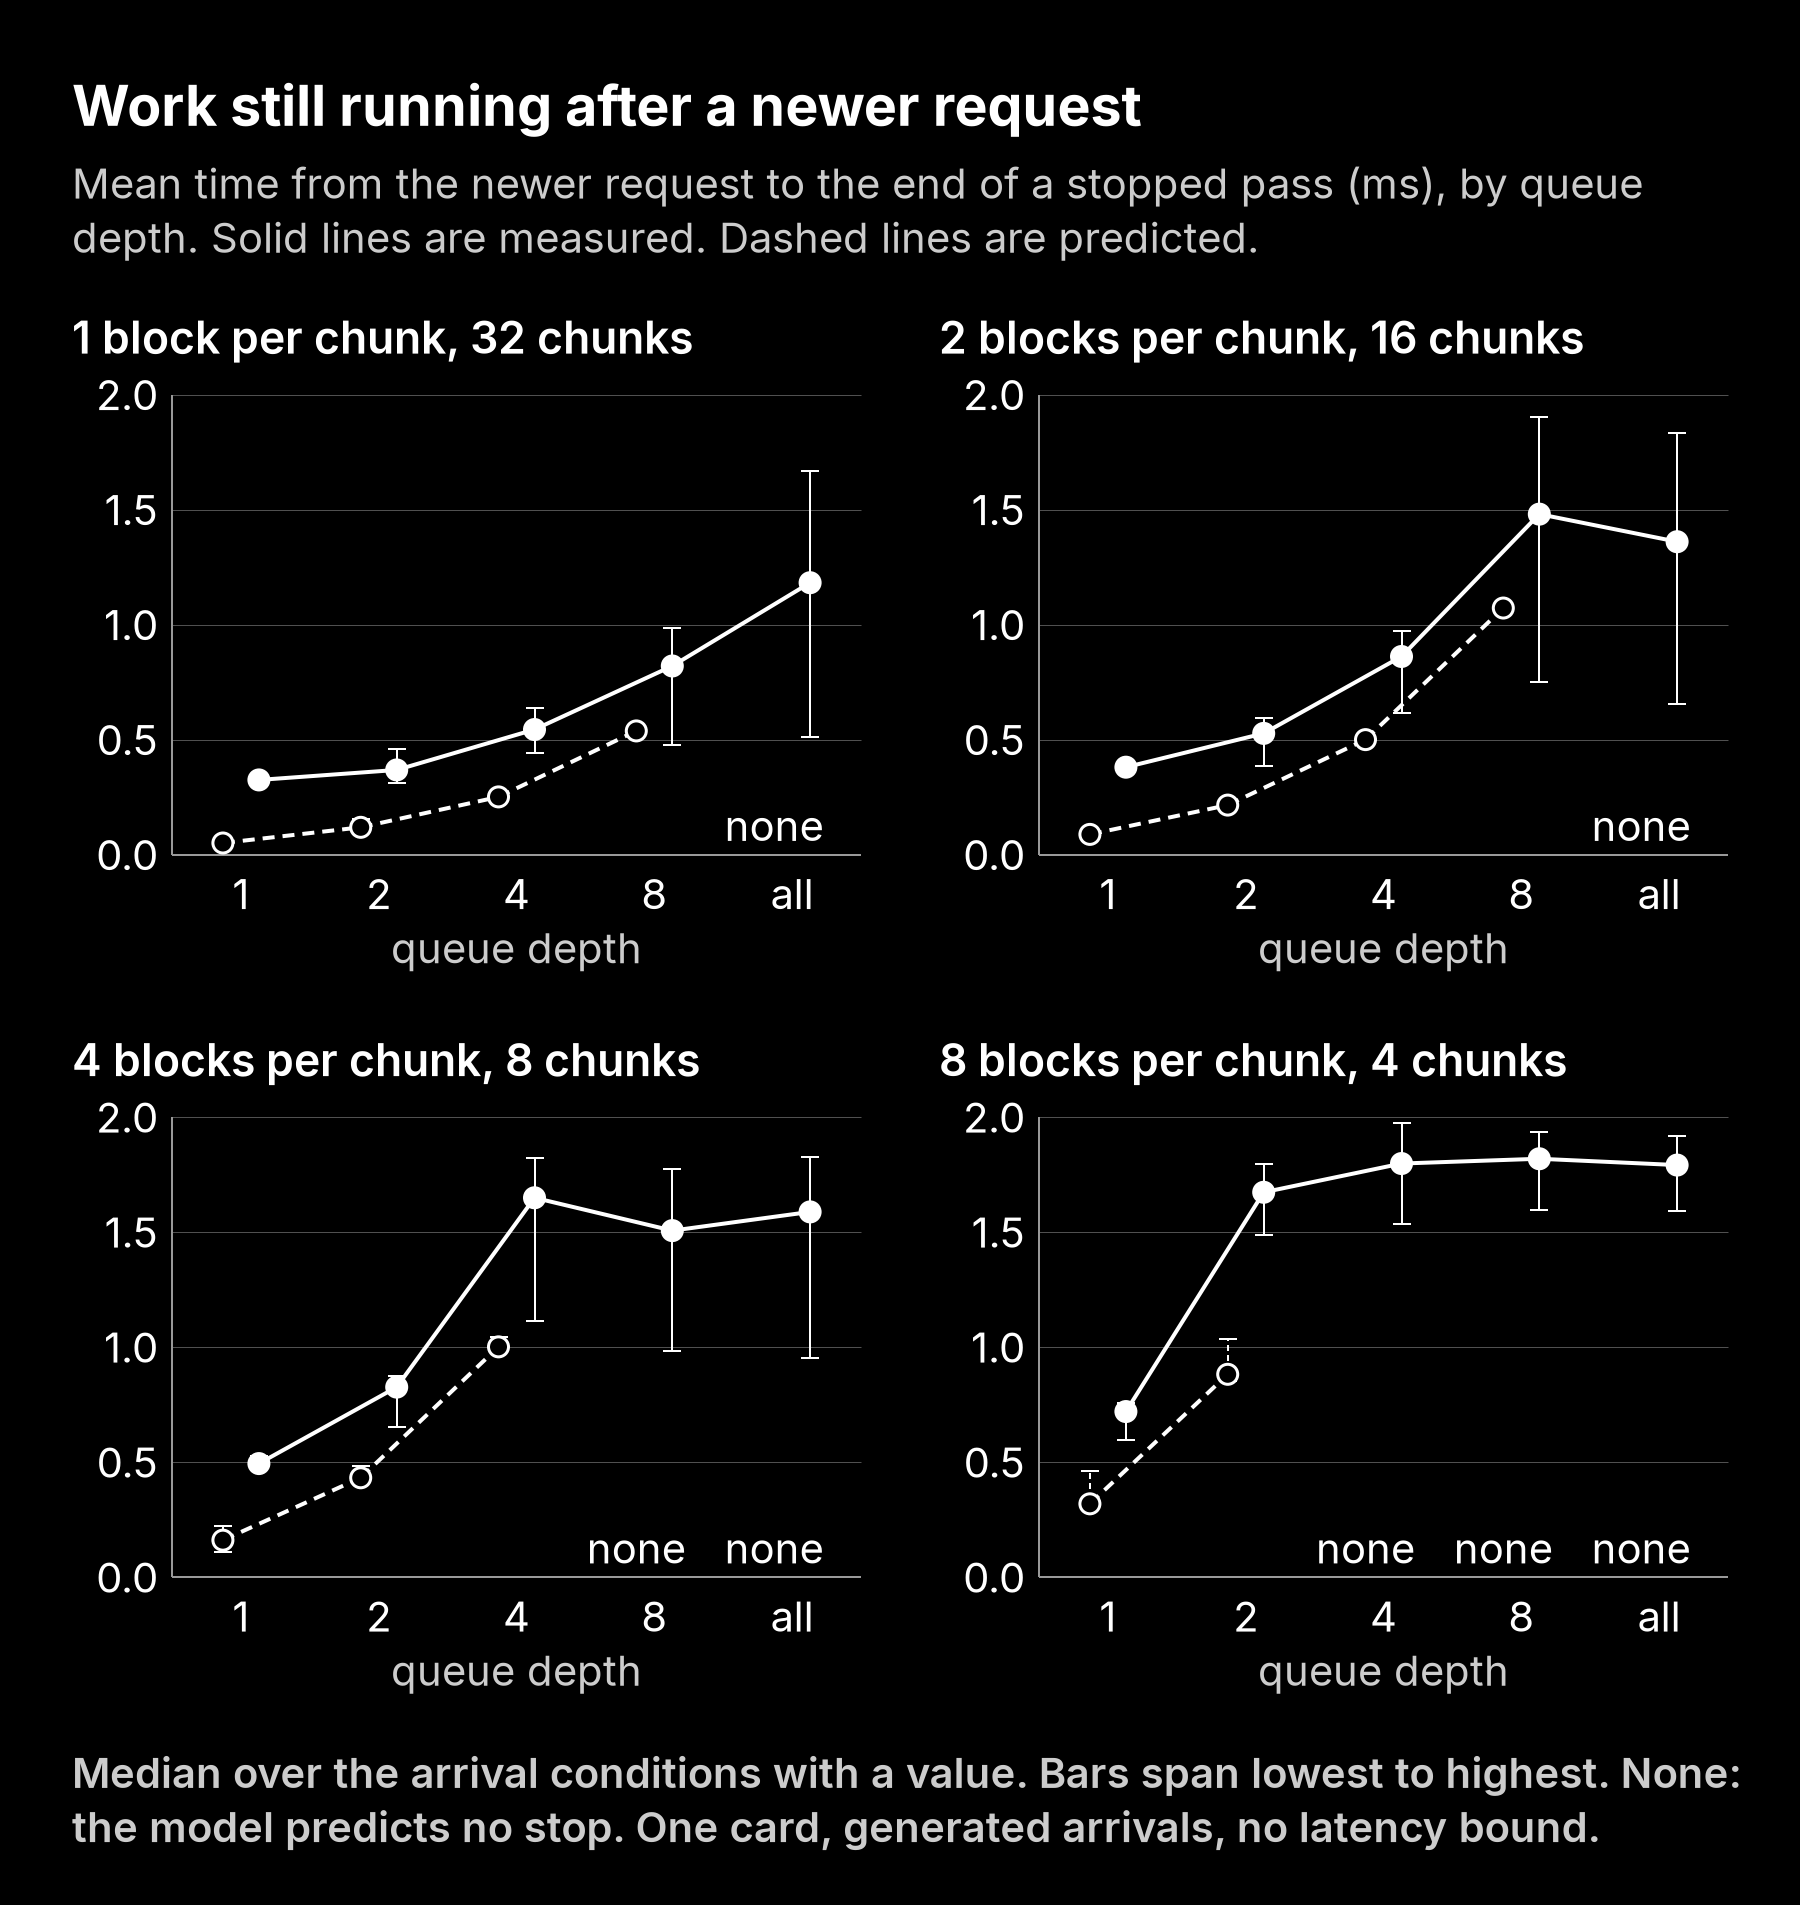 Work still running after a newer request
Mean time from the newer request to the end of a stopped pass (ms), by queue
depth. Solid lines are measured. Dashed lines are predicted.
1 block per chunk, 32 chunks
2.0
1.5
1.0
0.5
0.0
none
1 2 4 8 all
queue depth
2 blocks per chunk, 16 chunks
2.0
1.5
1.0
0.5
0.0
none
1 2 4 8 all
queue depth
4 blocks per chunk, 8 chunks
2.0
1.5
1.0
0.5
0.0
none none
1 2 4 8 all
queue depth
8 blocks per chunk, 4 chunks
2.0
1.5
1.0
0.5
0.0
none none none
1 2 4 8 all
queue depth
Median over the arrival conditions with a value. Bars span lowest to highest. None:
the model predicts no stop. One card, generated arrivals, no latency bound.